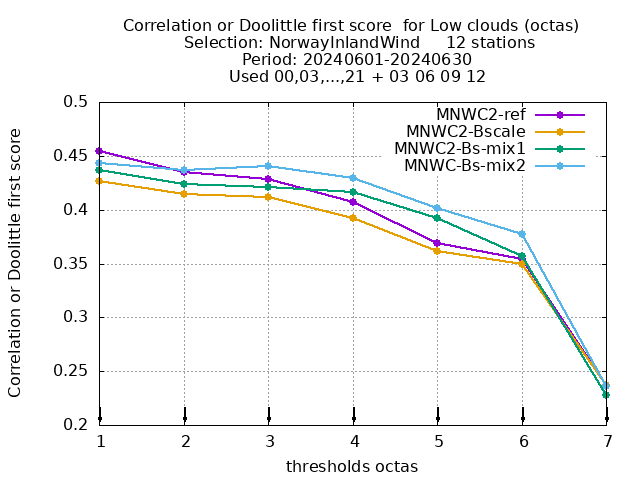 Correlation or Doolittle first score  for Low clouds (octas)
Selection: NorwayInlandWind     12 stations
Period: 20240601-20240630
Used 00,03,...,21 + 03 06 09 12
MNWC2-ref
MNWC2-Bscale
MNWC2-Bs-mix1
MNWC-Bs-mix2
Correlation or Doolittle first score
0.5
0.45
0.4
0.35
0.3
0.25
0.2
1 2 3 4 5 6 7
thresholds octas